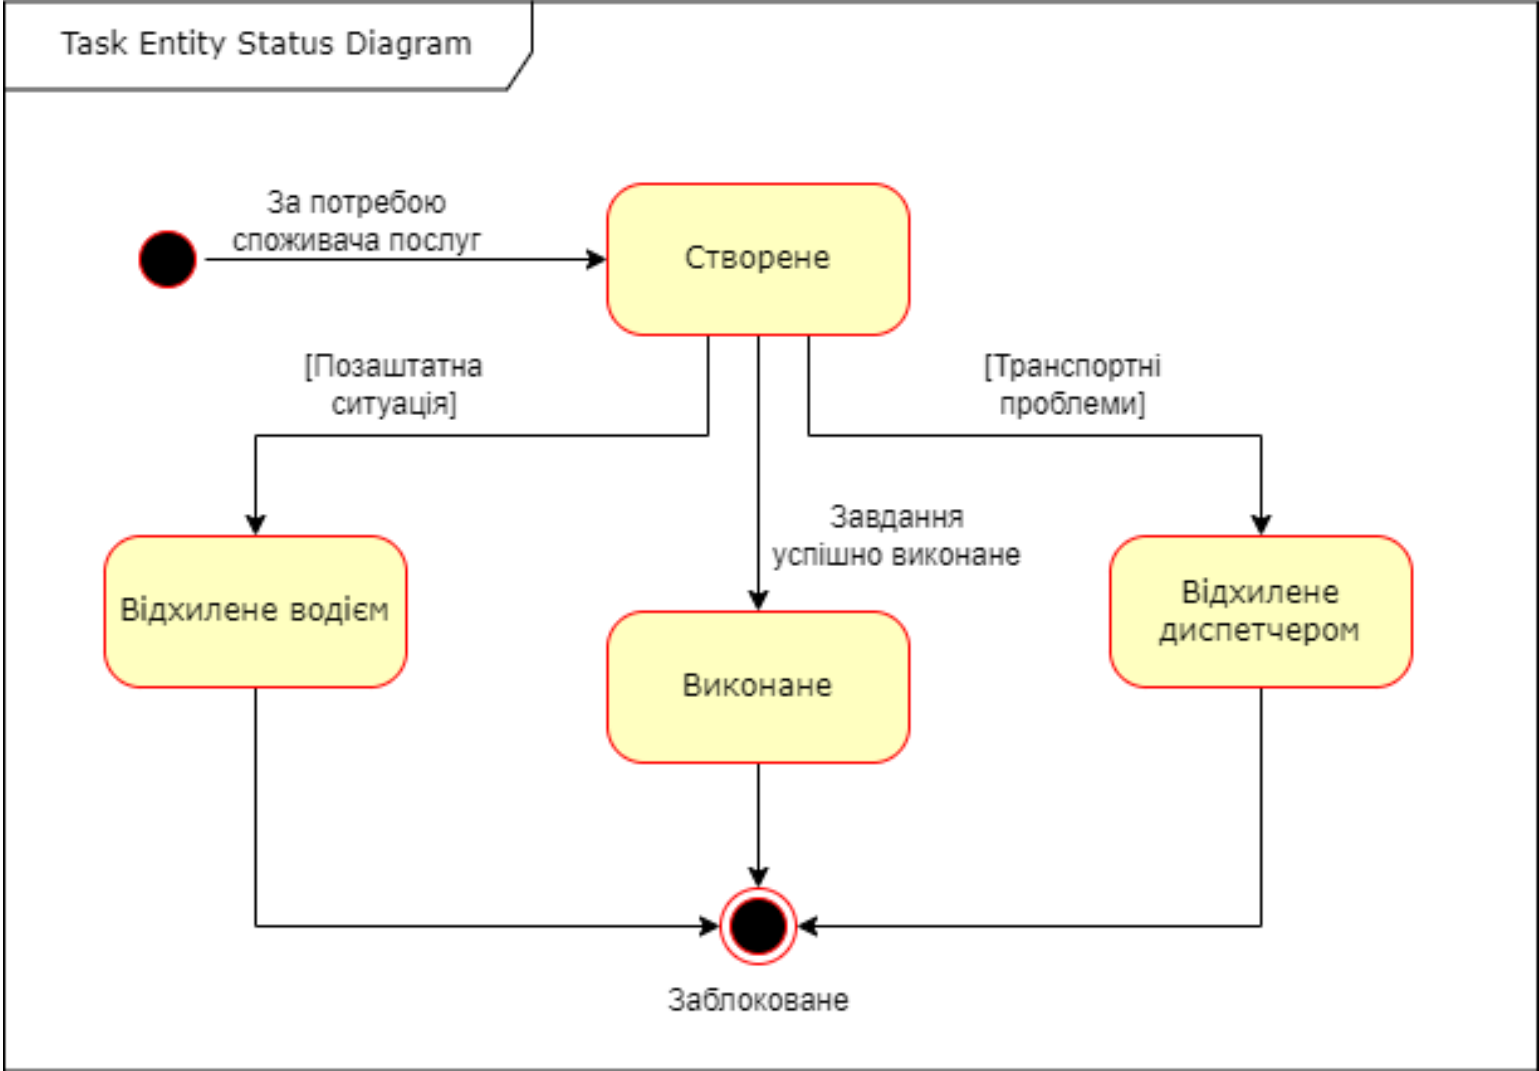 Task Entity Status Diagram
За потребою
споживача послуг
Створене
[Позаштатна
ситуація]
[Транспортні
проблеми]
Завдання
успішно виконане
Відхилене водієм
Відхилене
диспетчером
Виконане
Заблоковане